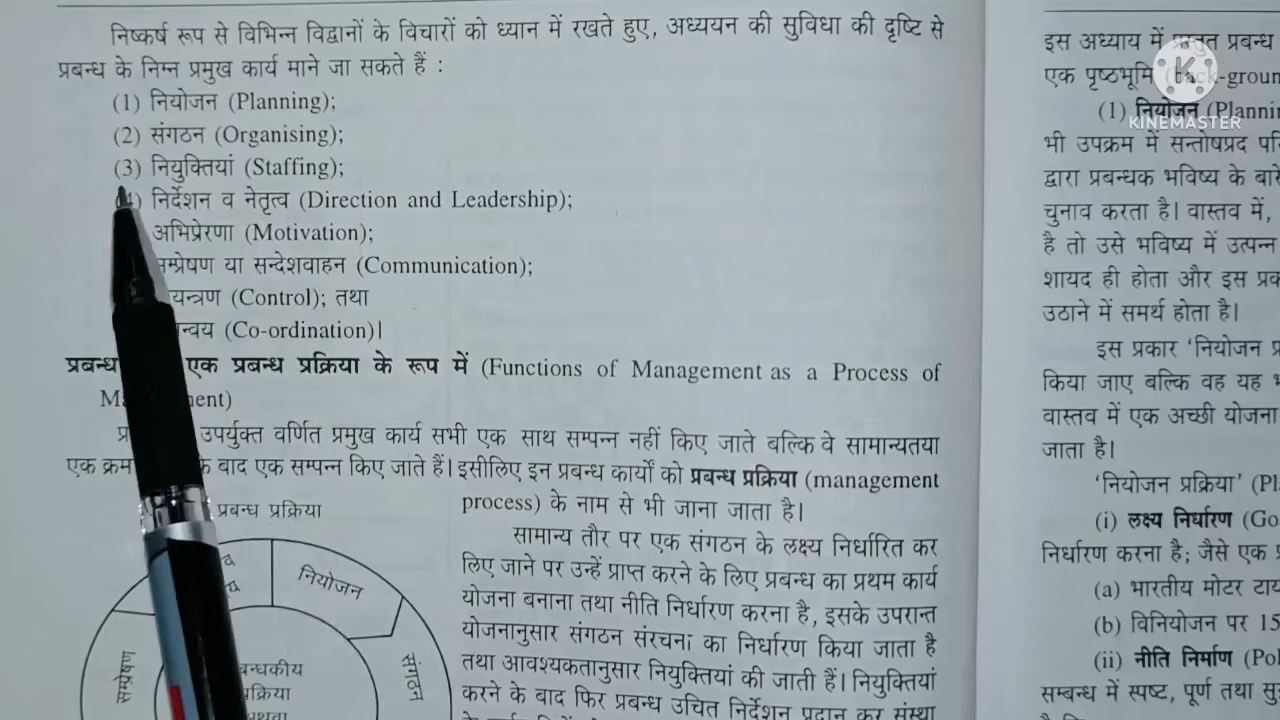 निष्कर्ष रूप से विभिन्न विद्वानों के विचारों को ध्यान में रखते हुए, अध्ययन की सुविधा की दृष्टि से
प्रबन्ध के निम्न प्रमुख कार्य माने जा सकते हैं :
(1) नियोजन (Planning);
(2) संगठन (Organising);
(3) नियुक्तियां (Staffing);
निर्देशन व नेतृत्व (Direction and Leadership);
अभिप्रेरणा (Motivation);
या सन्देशवाहन (Communication);
(Control); तथा
(Co-ordination)।
प्रबन्ध एक प्रबन्ध प्रक्रिया के रूप में (Functions of Management as a Process of
उपर्युक्त वर्णित प्रमुख कार्य सभी एक साथ सम्पन्न नहीं किए जाते बल्कि वे सामान्यतया
एक क्रम के बाद एक सम्पन्न किए जाते हैं। इसीलिए इन प्रबन्ध कार्यों को प्रबन्ध प्रक्रिया (management
process) के नाम से भी जाना जाता है।
सामान्य तौर पर एक संगठन के लक्ष्य निर्धारित कर
लिए जाने पर उन्हें प्राप्त करने के लिए प्रबन्ध का प्रथम कार्य
योजना बनाना तथा नीति निर्धारण करना है, इसके उपरान्त
योजनानुसार संगठन संरचना का निर्धारण किया जाता है
तथा आवश्यकतानुसार नियुक्तियां की जाती हैं। नियुक्तियां
करने के बाद फिर प्रबन्ध उचित निर्देशन प्रदान कर संस्था
प्रबन्ध प्रक्रिया
नियोजन
संगठन
सम्प्रेषण
इस अध्याय में प्रबन्ध
एक पृष्ठभूमि
(1) नियोजन
भी उपक्रम में सन्तोषप्रद
द्वारा प्रबन्धक भविष्य के बारे
चुनाव करता है। वास्तव में,
है तो उसे भविष्य में उत्पन्न
शायद ही होता और इस
उठाने में समर्थ होता है।
इस प्रकार 'नियोजन
किया जाए बल्कि वह यह
वास्तव में एक अच्छी योजना
जाता है।
'नियोजन प्रक्रिया'
(i) लक्ष्य निर्धारण
निर्धारण करना है; जैसे एक
(a) भारतीय मोटर
(b) विनियोजन पर 15
(ii) नीति निर्माण
सम्बन्ध में स्पष्ट, पूर्ण तथा
KINEMASTER